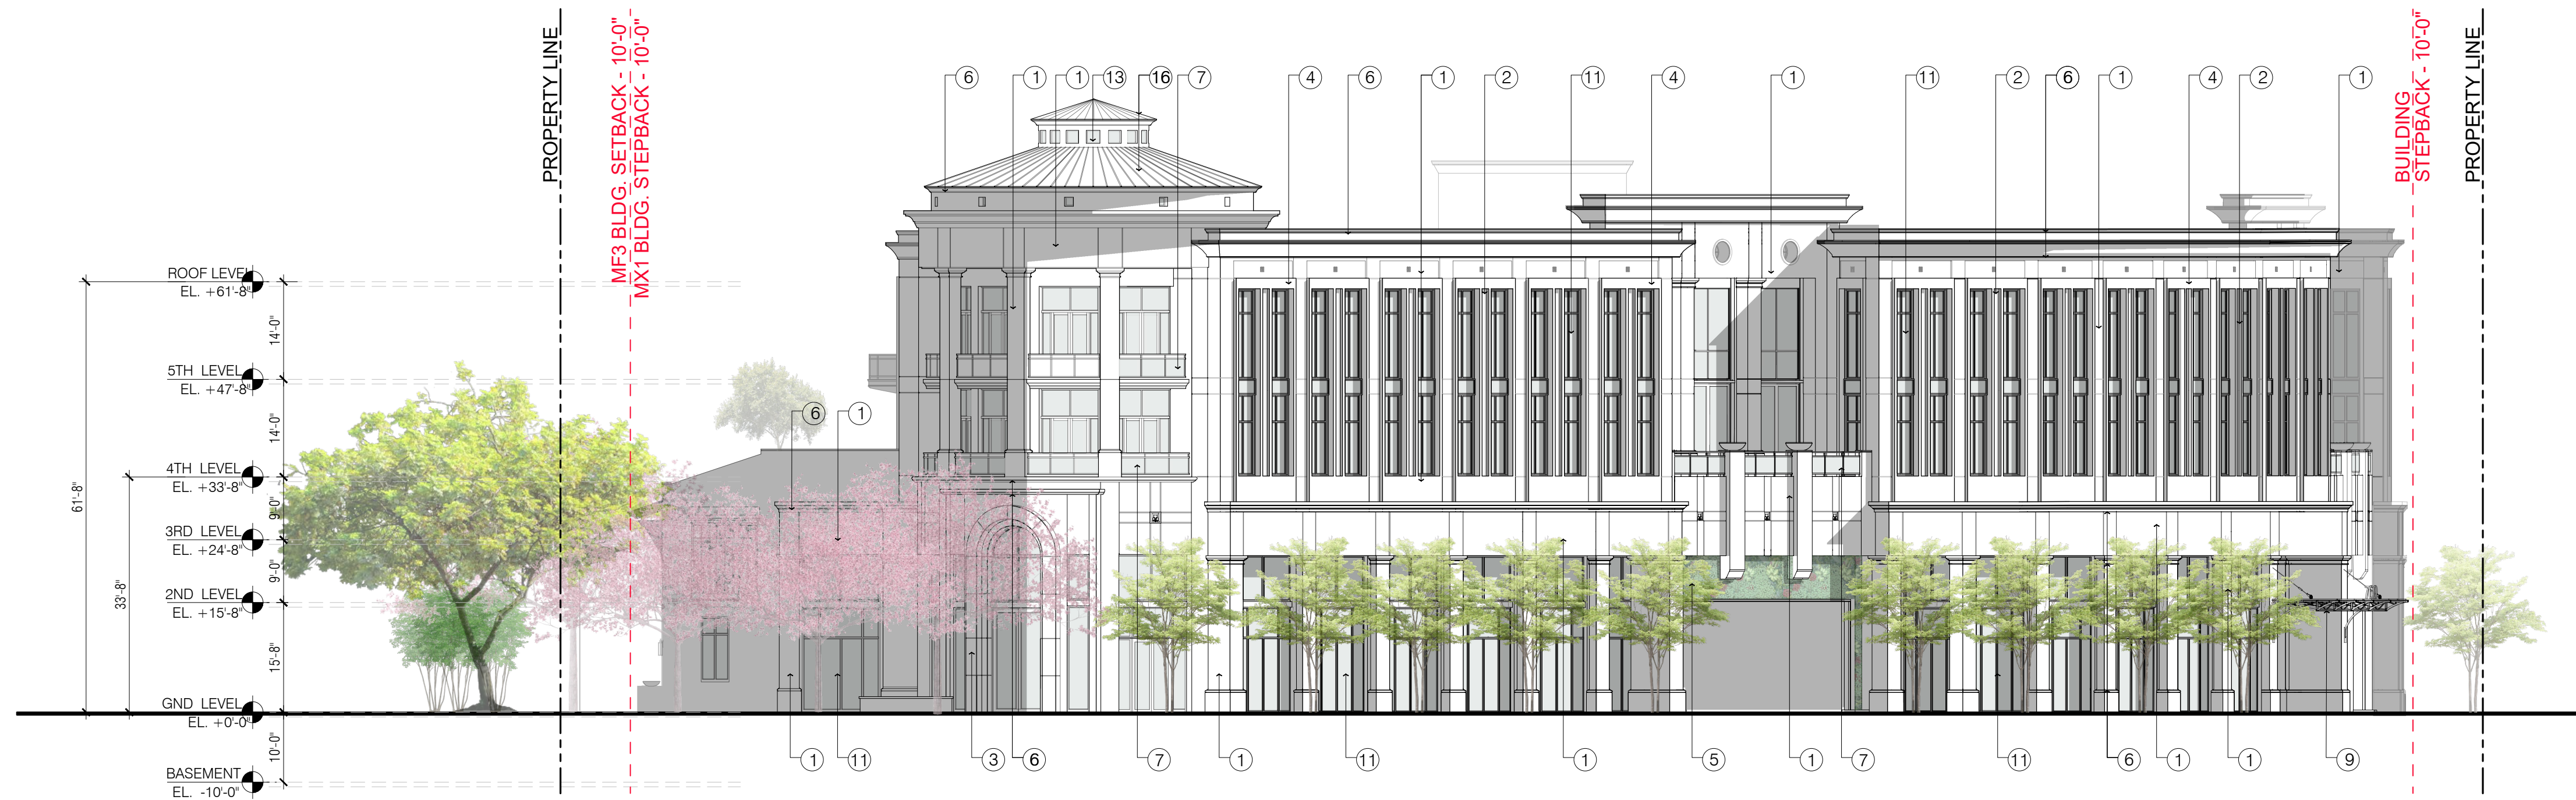 PROPERTY LINE
MF3 BLDG. SETBACK - 10'-0"
MX1 BLDG. STEPBACK - 10'-0"
BUILDING
STEPBACK - 10'-0"
PROPERTY LINE
6 1 1 13 16 7 4 6 1 2 11 4 1 11 2 6 1 4 2 1
ROOF LEVEL
EL. +61'-8"
14'-0"
5TH LEVEL
EL. +47'-8"
14'-0"
6 1
4TH LEVEL
EL. +33'-8"
61'-8"
9'-0"
3RD LEVEL
EL. +24'-8"
9'-0"
33'-8"
2ND LEVEL
EL. +15'-8"
15'-8"
GND LEVEL
EL. +0'-0"
10'-0"
1 11 3 6 7 1 11 1 5 1 7 11 6 1 1 9
BASEMENT
EL. -10'-0"